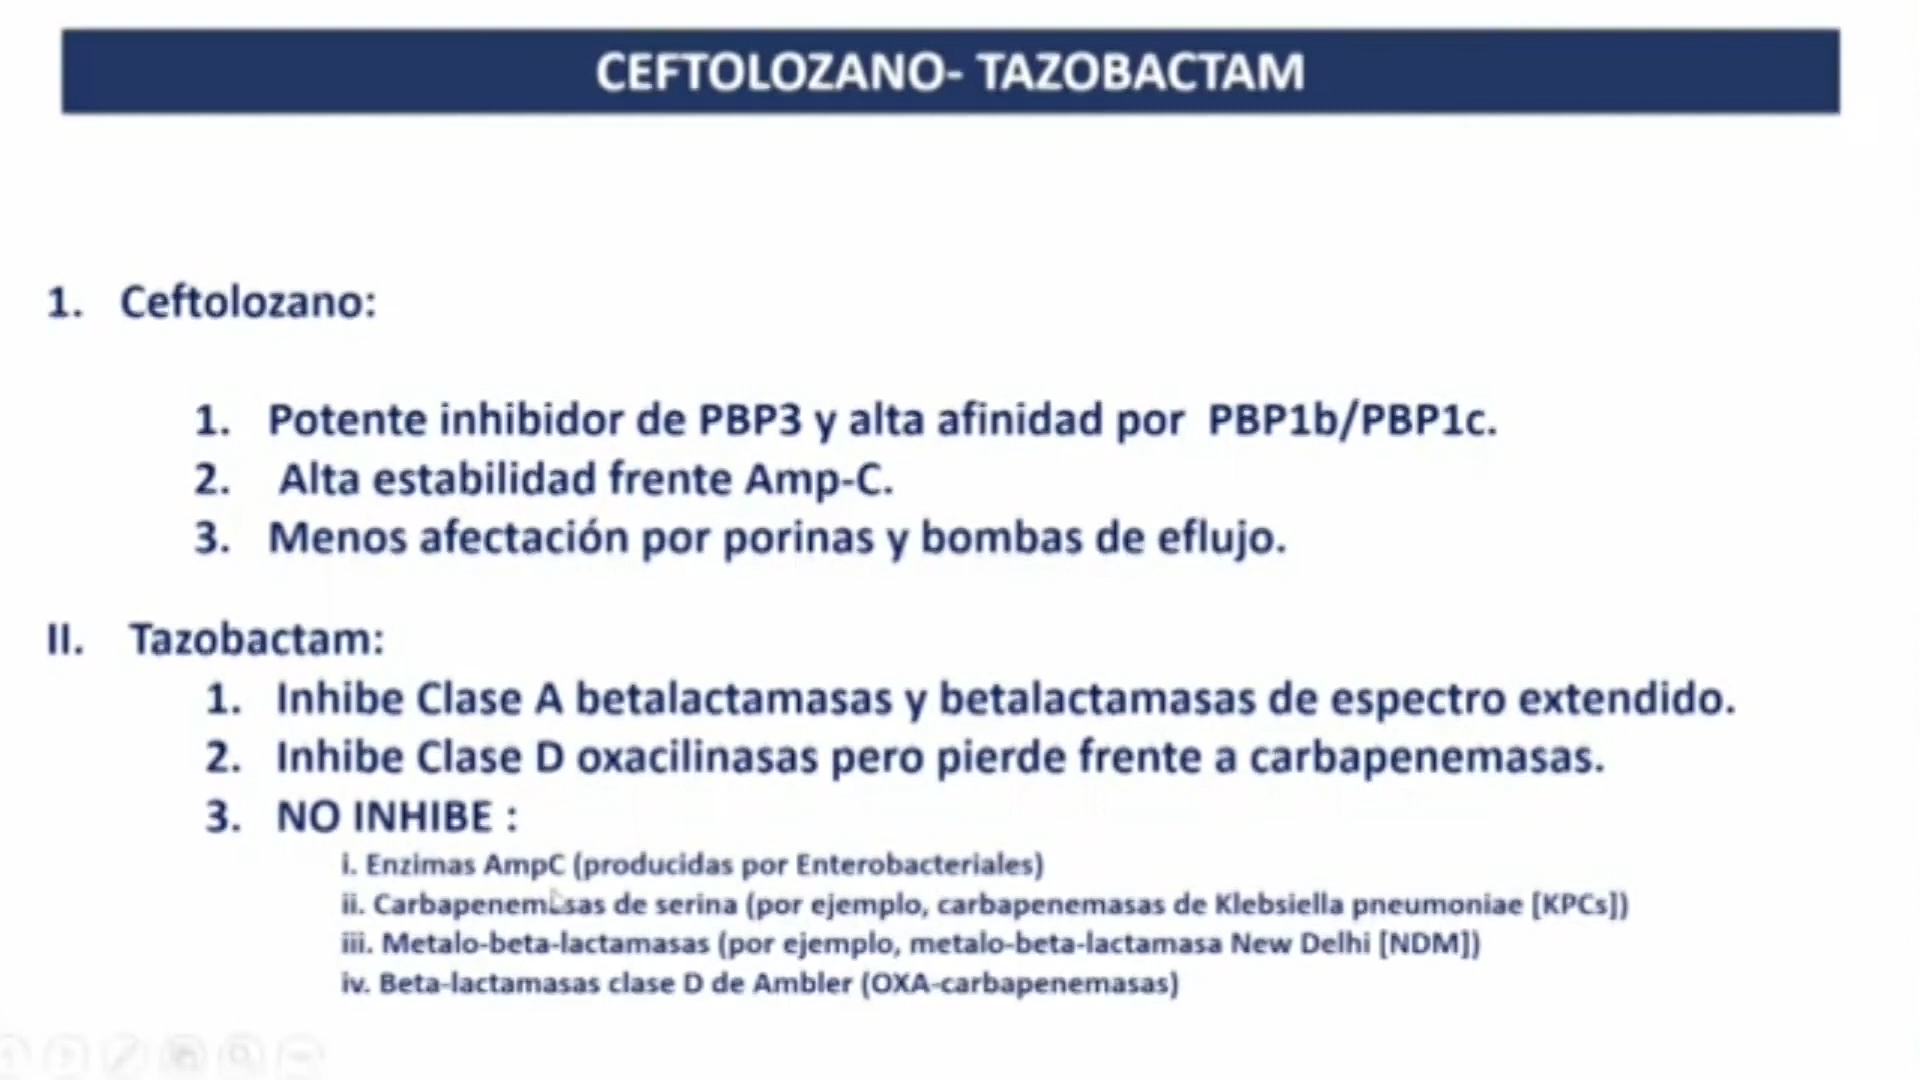 CEFTOLOZANO- TAZOBACTAM
1. Ceftolozano:
1. Potente inhibidor de PBP3 y alta afinidad por PBP1b/PBP1c.
2. Alta estabilidad frente Amp-C.
3. Menos afectación por porinas y bombas de eflujo.
II. Tazobactam:
1. Inhibe Clase A betalactamasas y betalactamasas de espectro extendido.
2. Inhibe Clase D oxacilinasas pero pierde frente a carbapenemasas.
3. NO INHIBE :
i. Enzimas AmpC (producidas por Enterobacteriales)
ii. Carbapenemasas de serina (por ejemplo, carbapenemasas de Klebsiella pneumoniae [KPCs])
iii. Metalo-beta-lactamasas (por ejemplo, metalo-beta-lactamasa New Delhi [NDM])
iv. Beta-lactamasas clase D de Ambler (OXA-carbapenemasas)